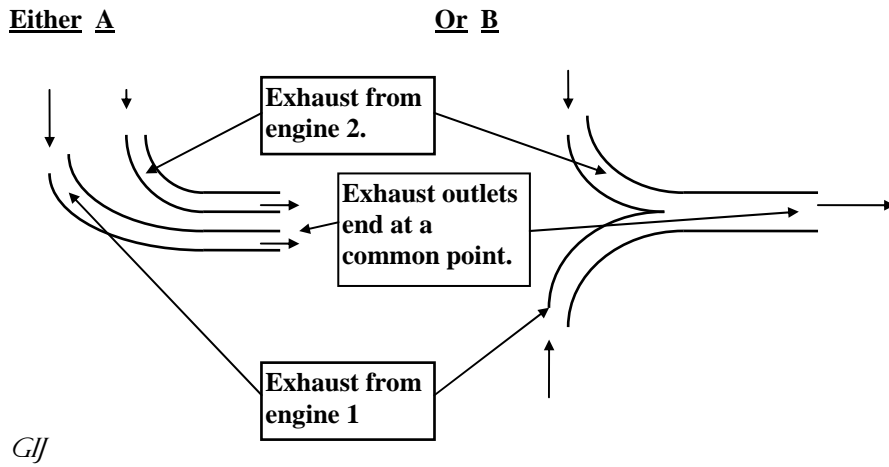 Either A
Or B
Exhaust from
engine 2.
Exhaust outlets
end at a
common point.
Exhaust from
engine 1
GIJ